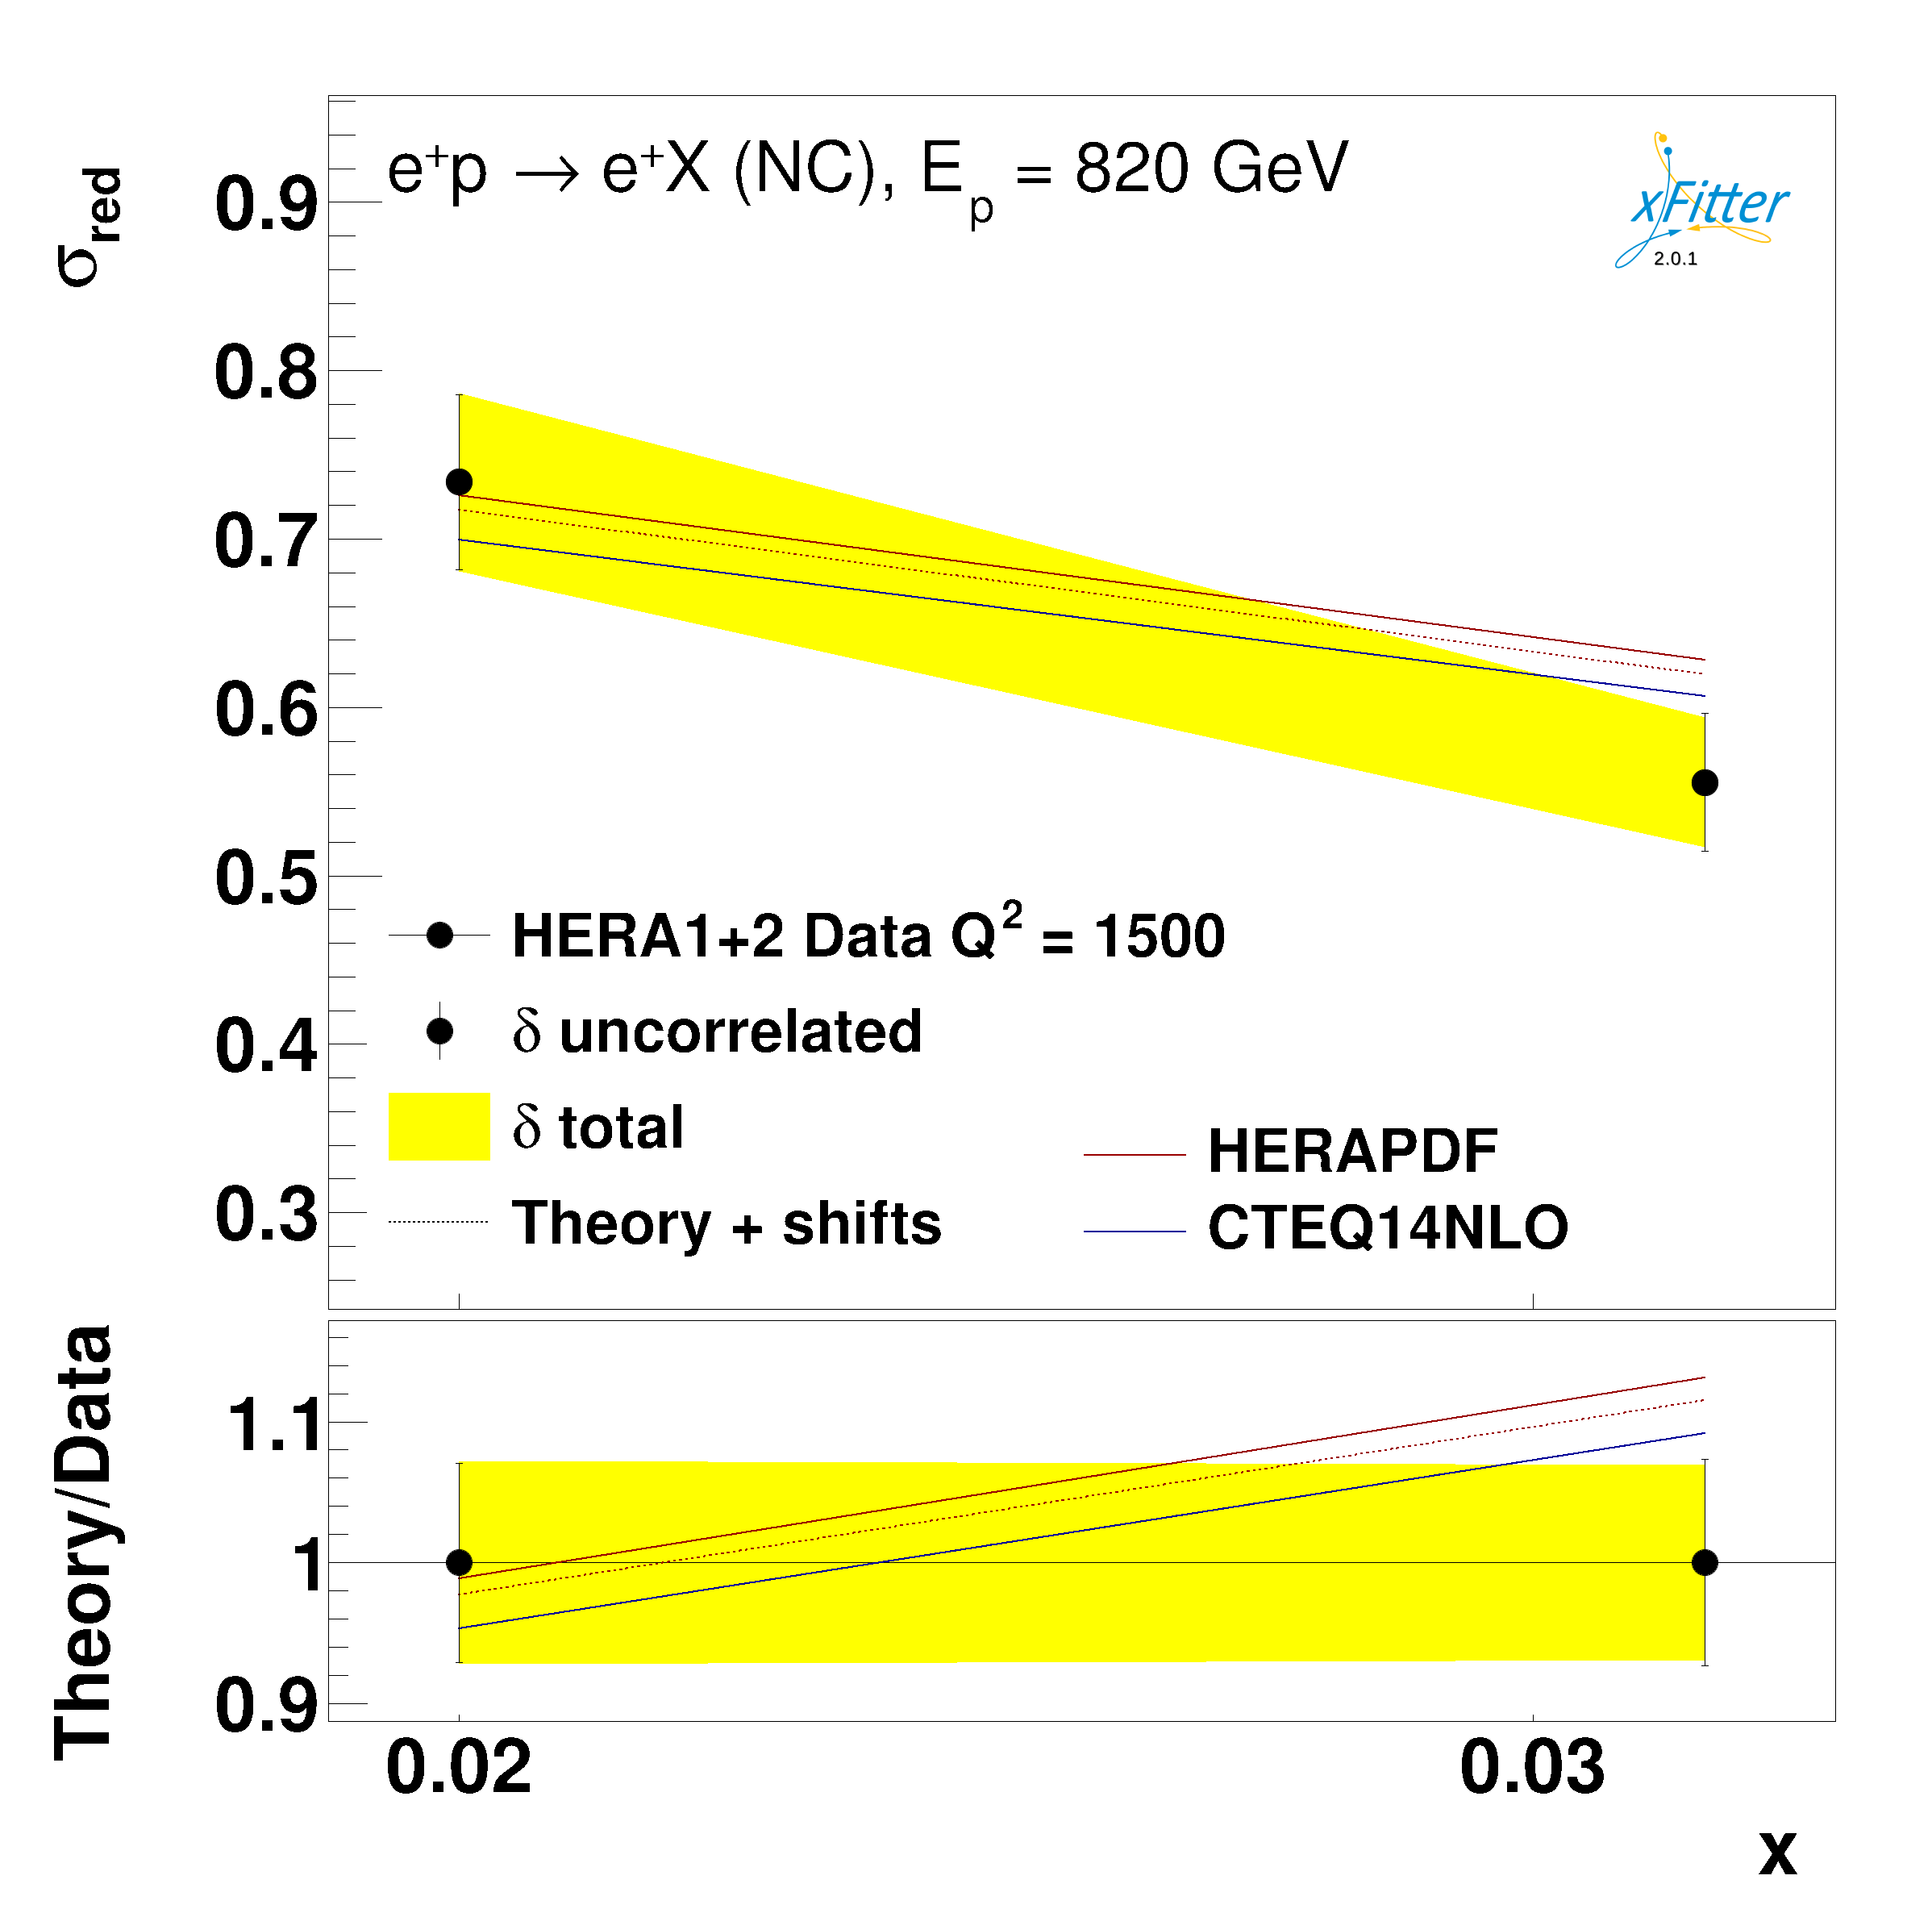 e⁺p → e⁺X (NC), Eₚ = 820 GeV
xFitter
2.0.1
σred
0.9
0.8
0.7
0.6
0.5
0.4
0.3
HERA1+2 Data Q² = 1500
δ uncorrelated
δ total
Theory + shifts
HERAPDF
CTEQ14NLO
Theory/Data
1.1
1
0.9
0.02
0.03
x